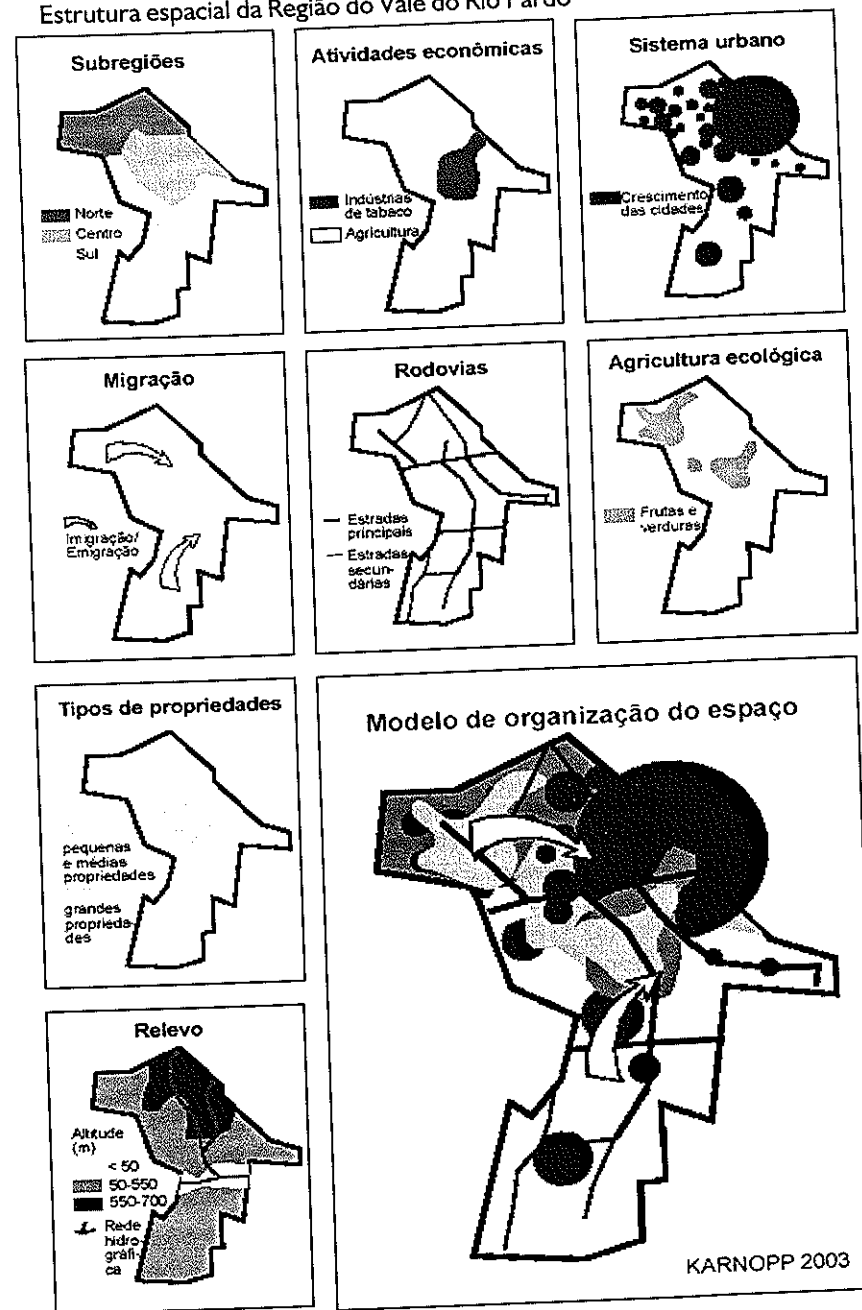 Estrutura espacial da Região do Vale do Rio Pardo
Subregiões
Norte
Centro
Sul
Atividades econômicas
Indústrias
de tabaco
Agricultura
Sistema urbano
Crescimento
das cidades
Migração
Imigração/
Emigração
Rodovias
Estradas
principais
Estradas
secun-
dárias
Agricultura ecológica
Frutas e
verduras
Tipos de propriedades
pequenas
e médias
propriedades
grandes
proprieda-
des
Modelo de organização do espaço
KARNOPP 2003
Relevo
Altitude
(m)
< 50
50-550
550-700
Rede
hidro-
gráfi-
ca